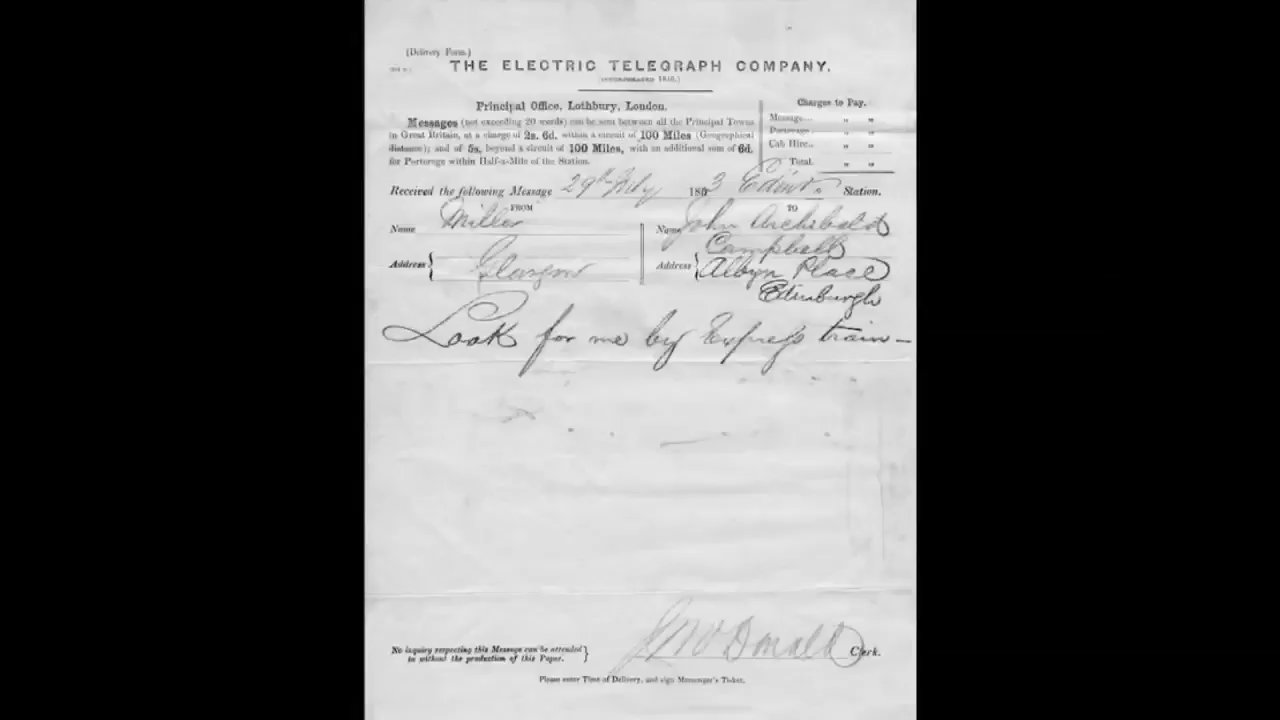 (Delivery Form.)
THE ELECTRIC TELEGRAPH COMPANY.
(INCORPORATED 1846.)
Principal Office, Lothbury, London.
Messages (not exceeding 20 words) can be sent between all the Principal Towns
in Great Britain, at a charge of 2s. 6d. within a circuit of 100 Miles (Geographical
distance); and of 5s. beyond a circuit of 100 Miles, with an additional sum of 6d.
for Porterage within Half-a-Mile of the Station.
Charges to Pay.
Message... " "
Porterage " "
Cab Hire.. " "
Total. " "
Received the following Message 29th July 1853 Edinr. Station.
FROM
Name Miller
Address Glasgow
TO
Name John Archibald
Campbell
Address Albyn Place
Edinburgh
Look for me by Express train-
J McDonald Clerk.
No inquiry respecting this Message can be attended
to without the production of this Paper.
Please enter Time of Delivery, and sign Messenger's Ticket.